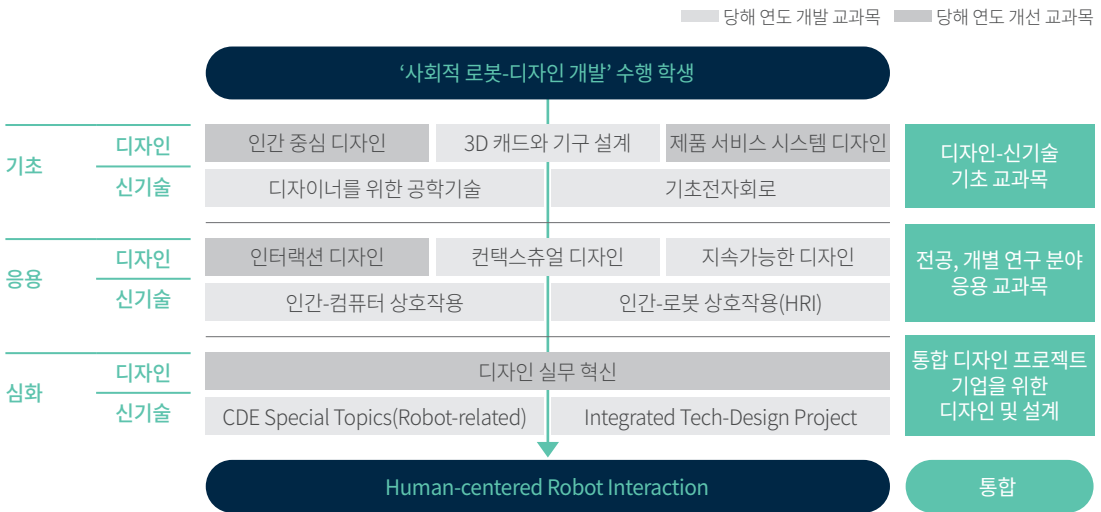 당해 연도 개발 교과목 당해 연도 개선 교과목
‘사회적 로봇-디자인 개발’ 수행 학생
기초
디자인
인간 중심 디자인
3D 캐드와 기구 설계
제품 서비스 시스템 디자인
신기술
디자이너를 위한 공학기술
기초전자회로
디자인-신기술
기초 교과목
응용
디자인
인터랙션 디자인
컨택스츄얼 디자인
지속가능한 디자인
신기술
인간-컴퓨터 상호작용
인간-로봇 상호작용(HRI)
전공, 개별 연구 분야
응용 교과목
심화
디자인
디자인 실무 혁신
신기술
CDE Special Topics(Robot-related)
Integrated Tech-Design Project
통합 디자인 프로젝트
기업을 위한
디자인 및 설계
Human-centered Robot Interaction
통합